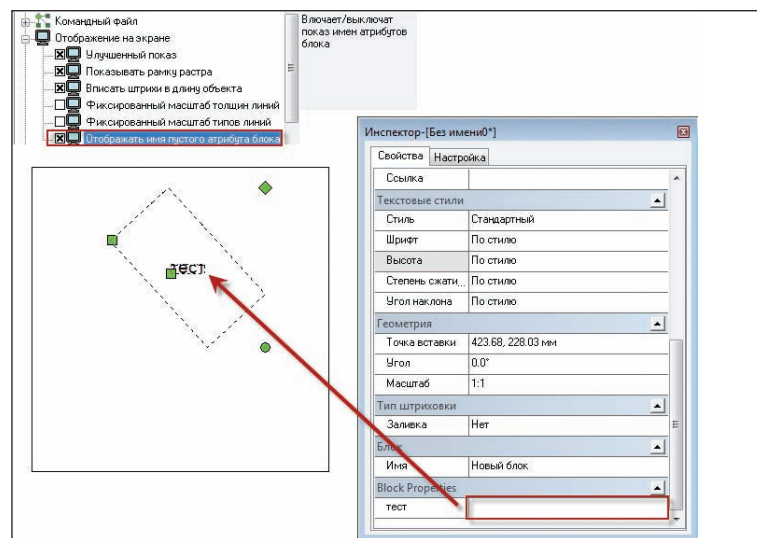 Командный файл
Отображение на экране
Улучшенный показ
Показывать рамку растра
Вписать штрихи в длину объекта
Фиксированный масштаб толщин линий
Фиксированный масштаб типов линий
Отображать имя пустого атрибута блока
Влючает/выключат
показ имен атрибутов
блока
тест
Инспектор-[Без имени0*]
Свойства Настройка
Ссылка
Текстовые стили
Стиль Стандартный
Шрифт По стилю
Высота По стилю
Степень сжати... По стилю
Угол наклона По стилю
Геометрия
Точка вставки 423.68, 228.03 мм
Угол 0.0°
Масштаб 1:1
Тип штриховки
Заливка Нет
Блок
Имя Новый блок
Block Properties
тест